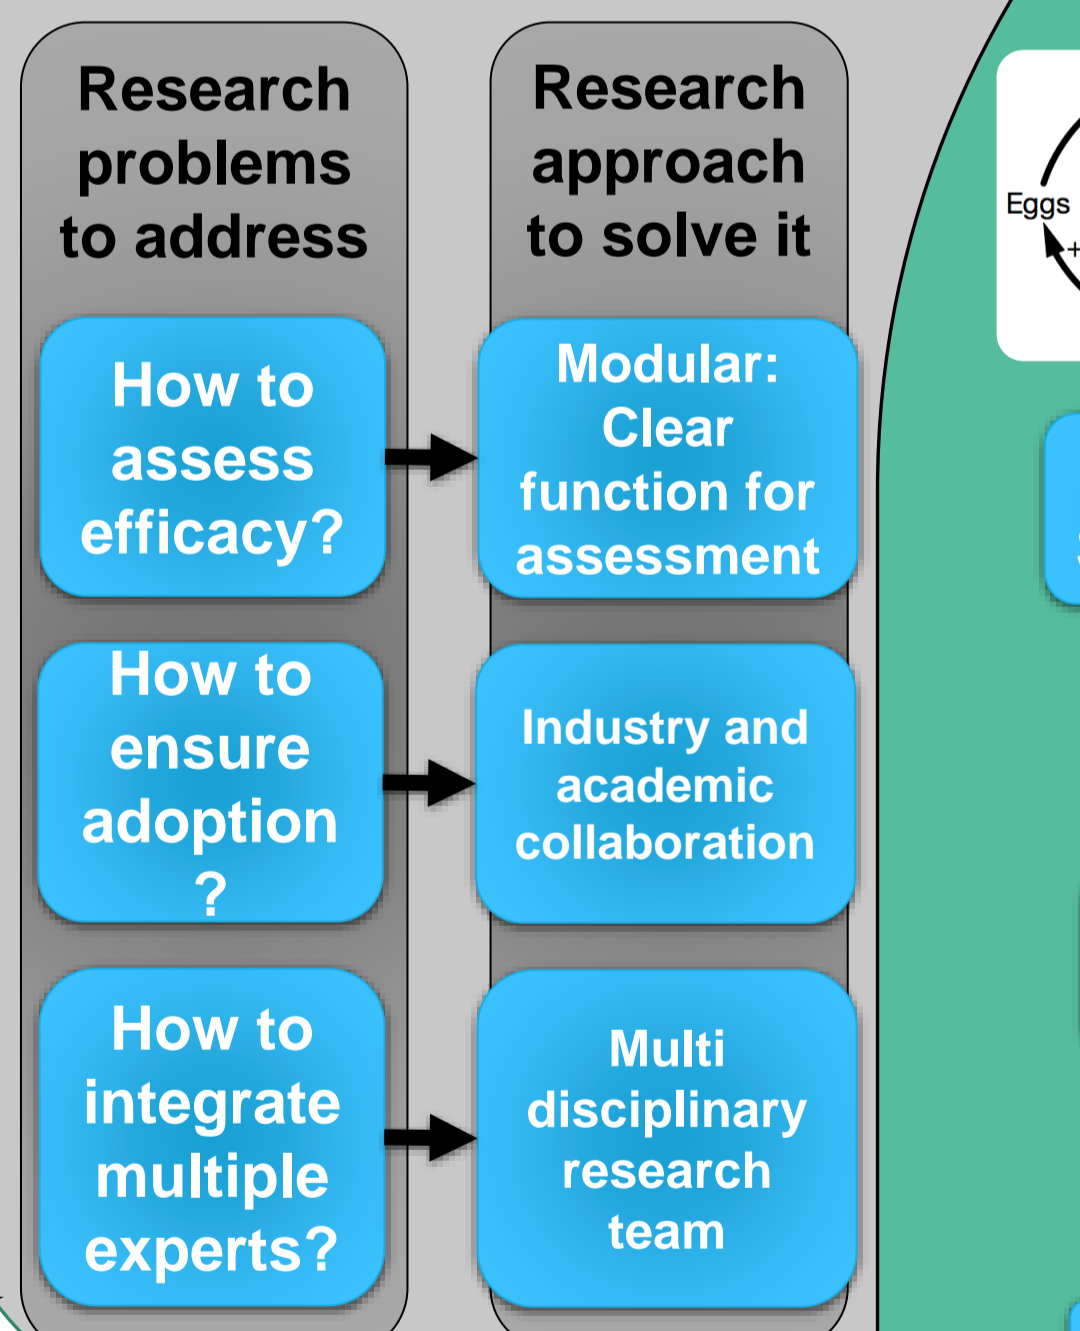 Research
problems
to address
How to
assess
efficacy?
How to
ensure
adoption
?
How to
integrate
multiple
experts?
Research
approach
to solve it
Modular:
Clear
function for
assessment
Industry and
academic
collaboration
Multi
disciplinary
research
team
Eggs
+